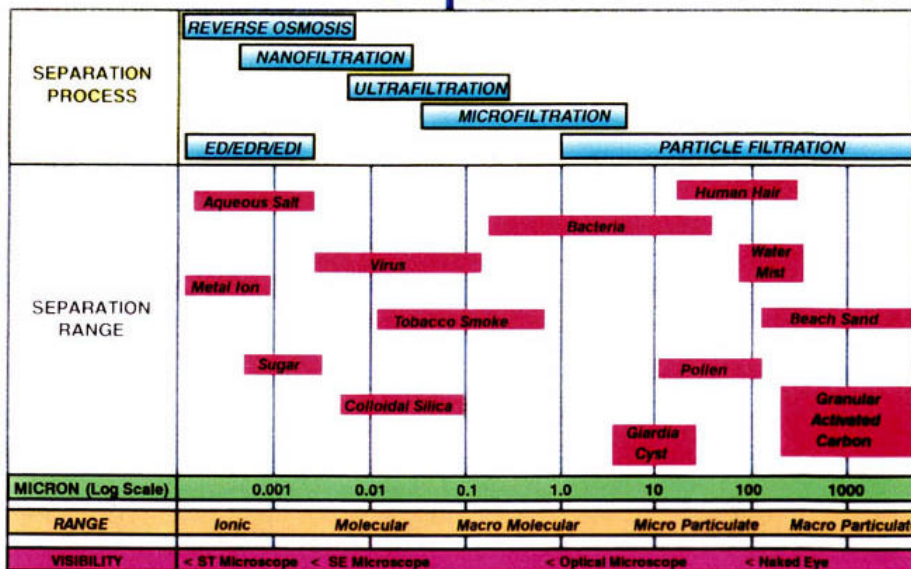 REVERSE OSMOSIS
NANOFILTRATION
SEPARATION
PROCESS
ULTRAFILTRATION
MICROFILTRATION
ED/EDR/EDI
PARTICLE FILTRATION
Human Hair
Aqueous Salt
Bacteria
Virus
Water
Mist
Metal Ion
SEPARATION
RANGE
Tobacco Smoke
Beach Sand
Sugar
Pollen
Colloidal Silica
Granular
Activated
Carbon
Giardia
Cyst
MICRON (Log Scale) 0.001 0.01 0.1 1.0 10 100 1000
RANGE Ionic Molecular Macro Molecular Micro Particulate Macro Particulat
VISIBILITY < ST Microscope < SE Microscope < Optical Microscope < Naked Eye